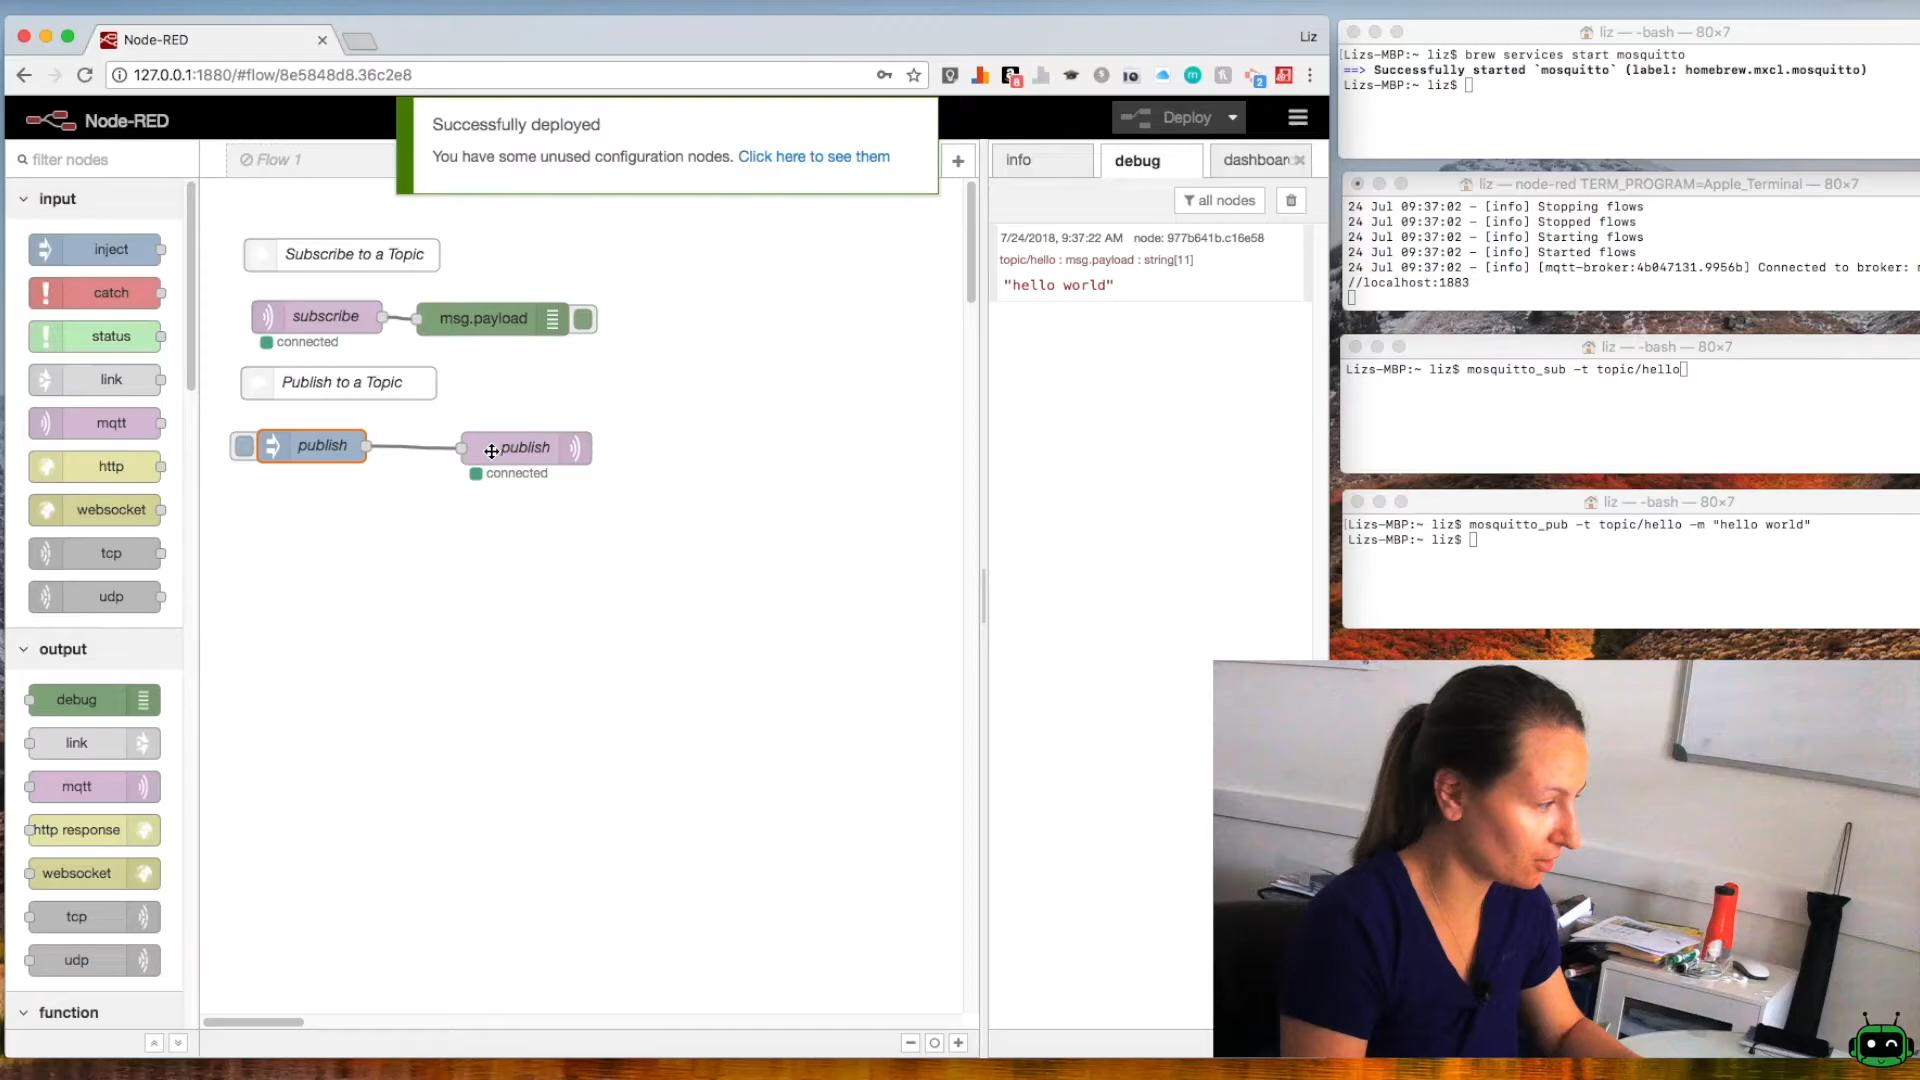 Node-RED
Liz
127.0.0.1:1880/#flow/8e5848d8.36c2e8
8
2
Node-RED
Successfully deployed
You have some unused configuration nodes. Click here to see them
Deploy
filter nodes
Flow 1
info
debug
dashboar
all nodes
input
inject
catch
status
link
mqtt
http
websocket
tcp
udp
output
debug
link
mqtt
http response
websocket
tcp
udp
function
Subscribe to a Topic
subscribe
msg.payload
connected
Publish to a Topic
publish
publish
connected
7/24/2018, 9:37:22 AM node: 977b641b.c16e58
topic/hello : msg.payload : string[11]
"hello world"
liz — -bash — 80×7
Lizs-MBP:~ liz$ brew services start mosquitto
==> Successfully started `mosquitto` (label: homebrew.mxcl.mosquitto)
Lizs-MBP:~ liz$
liz — node-red TERM_PROGRAM=Apple_Terminal — 80×7
24 Jul 09:37:02 - [info] Stopping flows
24 Jul 09:37:02 - [info] Stopped flows
24 Jul 09:37:02 - [info] Starting flows
24 Jul 09:37:02 - [info] Started flows
24 Jul 09:37:02 - [info] [mqtt-broker:4b047131.9956b] Connected to broker:
//localhost:1883
liz — -bash — 80×7
Lizs-MBP:~ liz$ mosquitto_sub -t topic/hello
liz — -bash — 80×7
Lizs-MBP:~ liz$ mosquitto_pub -t topic/hello -m "hello world"
Lizs-MBP:~ liz$